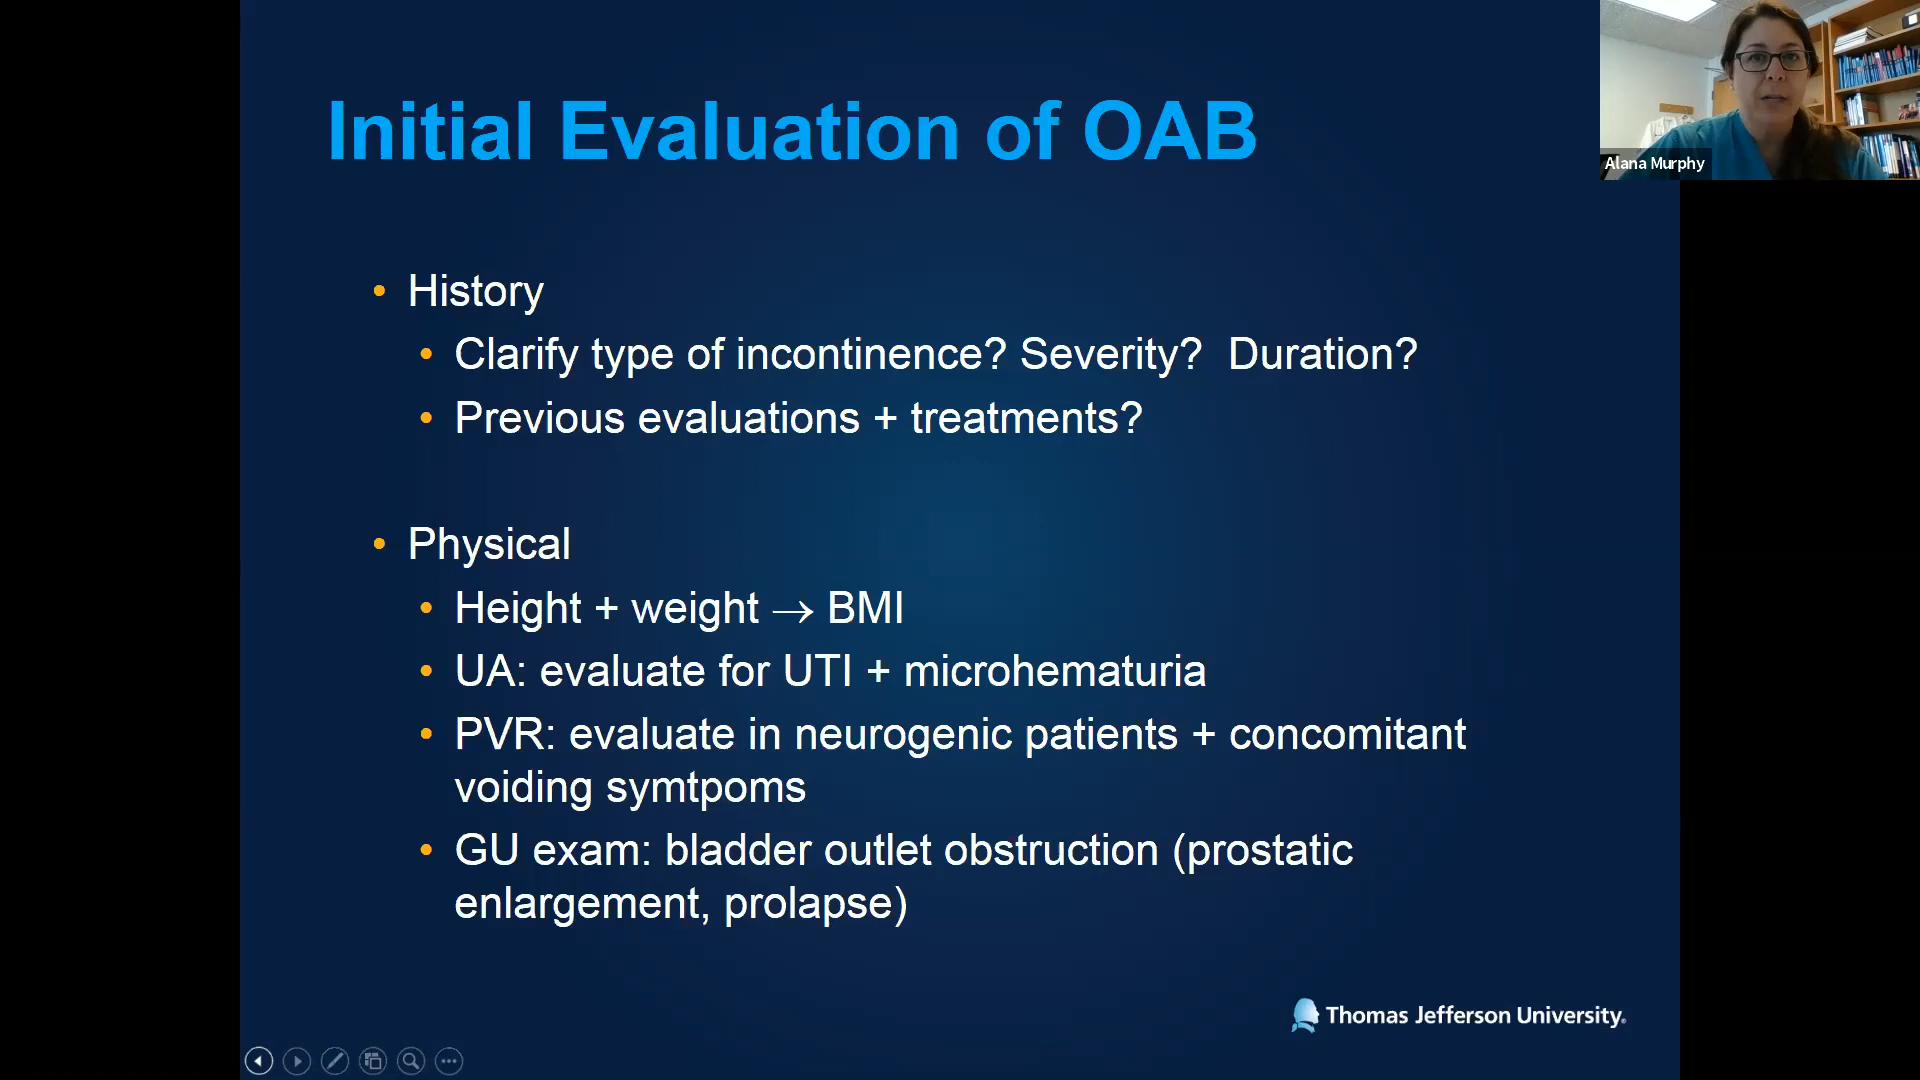 Initial Evaluation of OAB
Alana Murphy
• History
• Clarify type of incontinence? Severity? Duration?
• Previous evaluations + treatments?
• Physical
• Height + weight → BMI
• UA: evaluate for UTI + microhematuria
• PVR: evaluate in neurogenic patients + concomitant
voiding symtpoms
• GU exam: bladder outlet obstruction (prostatic
enlargement, prolapse)
Thomas Jefferson University.